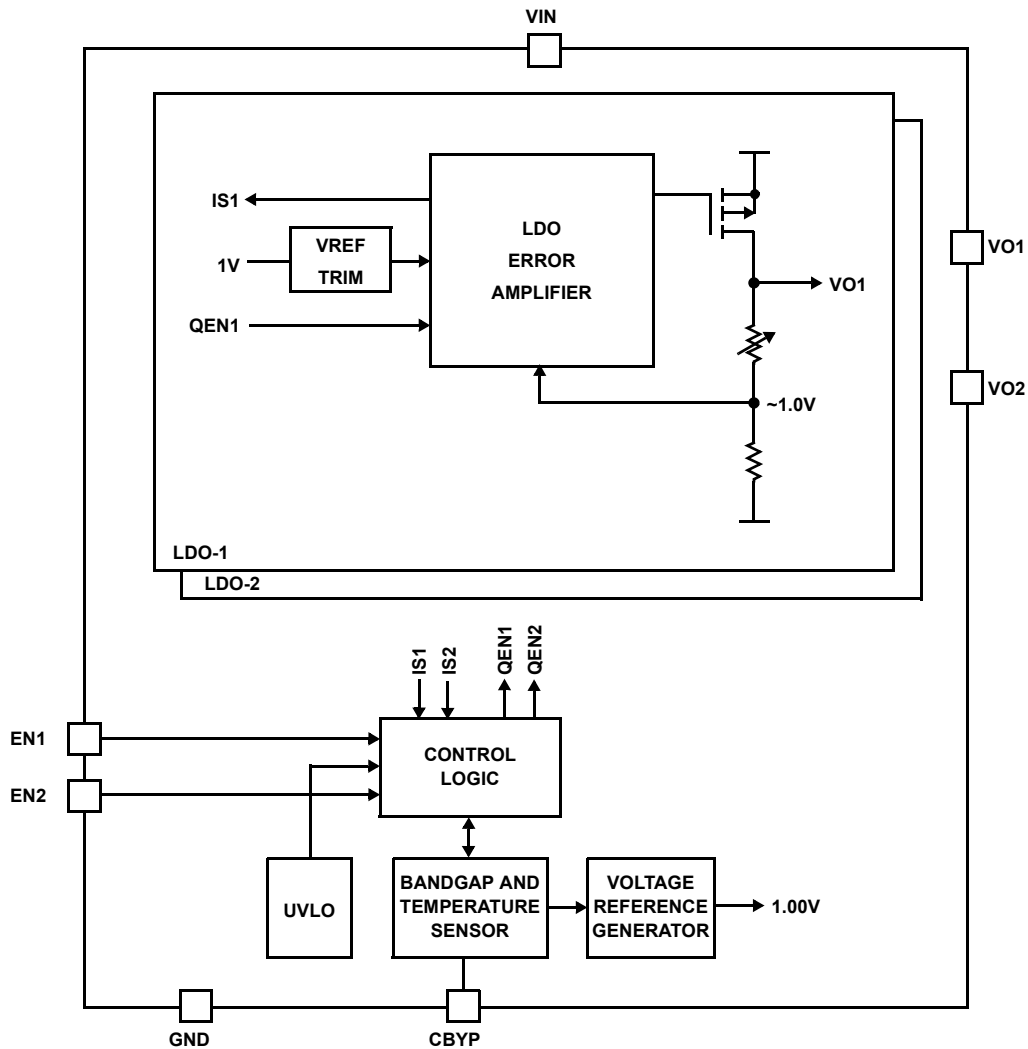 VIN
IS1
VREF
TRIM
1V
QEN1
LDO
ERROR
AMPLIFIER
VO1
~1.0V
LDO-1
LDO-2
VO1
VO2
IS1
IS2
QEN1
QEN2
EN1
EN2
CONTROL
LOGIC
UVLO
BANDGAP AND
TEMPERATURE
SENSOR
VOLTAGE
REFERENCE
GENERATOR
1.00V
GND
CBYP